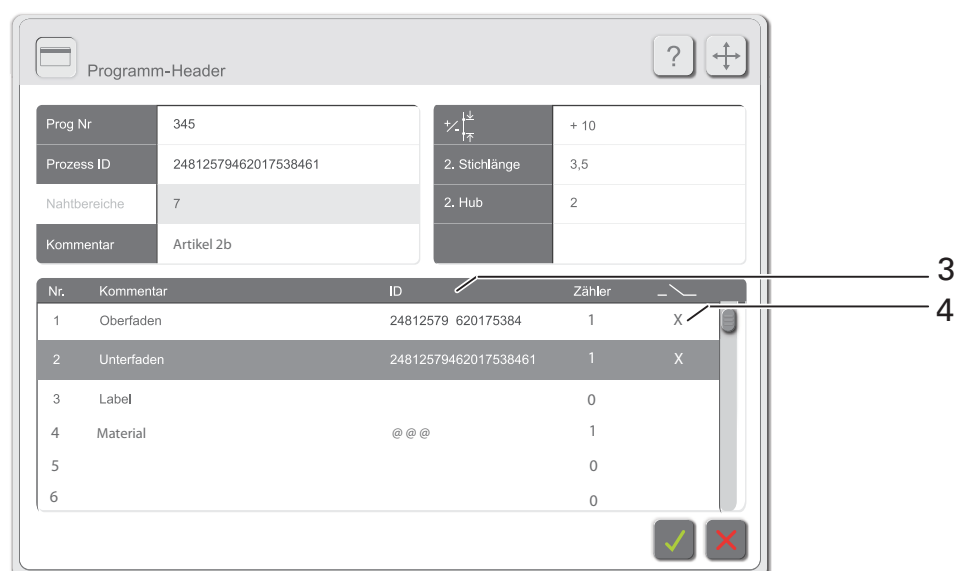 ?
Programm-Header
Prog Nr 345
Prozess ID 24812579462017538461
Nahtbereiche 7
Kommentar Artikel 2b
+/- + 10
2. Stichlänge 3,5
2. Hub 2
3
Nr. Kommentar ID Zähler
4
1 Oberfaden 24812579 620175384 1 X
2 Unterfaden 24812579462017538461 1 X
3 Label 0
4 Material @@@ 1
5 0
6 0